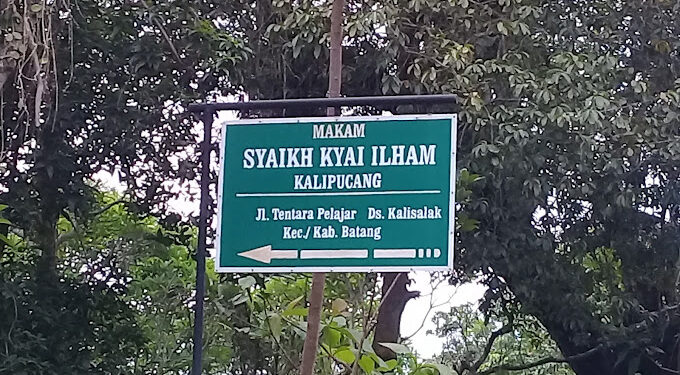 MAKAM
SYAIKH KYAI ILHAM
KALIPUCANG
Jl. Tentara Pelajar Ds. Kalisalak
Kec./ Kab. Batang